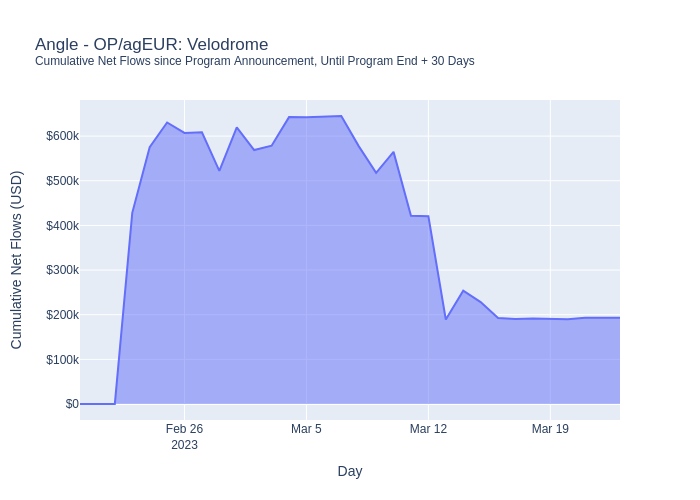 Angle - OP/agEUR: Velodrome
Cumulative Net Flows since Program Announcement, Until Program End + 30 Days
Cumulative Net Flows (USD)
$600k
$500k
$400k
$300k
$200k
$100k
$0
Feb 26
2023
Mar 5
Mar 12
Mar 19
Day